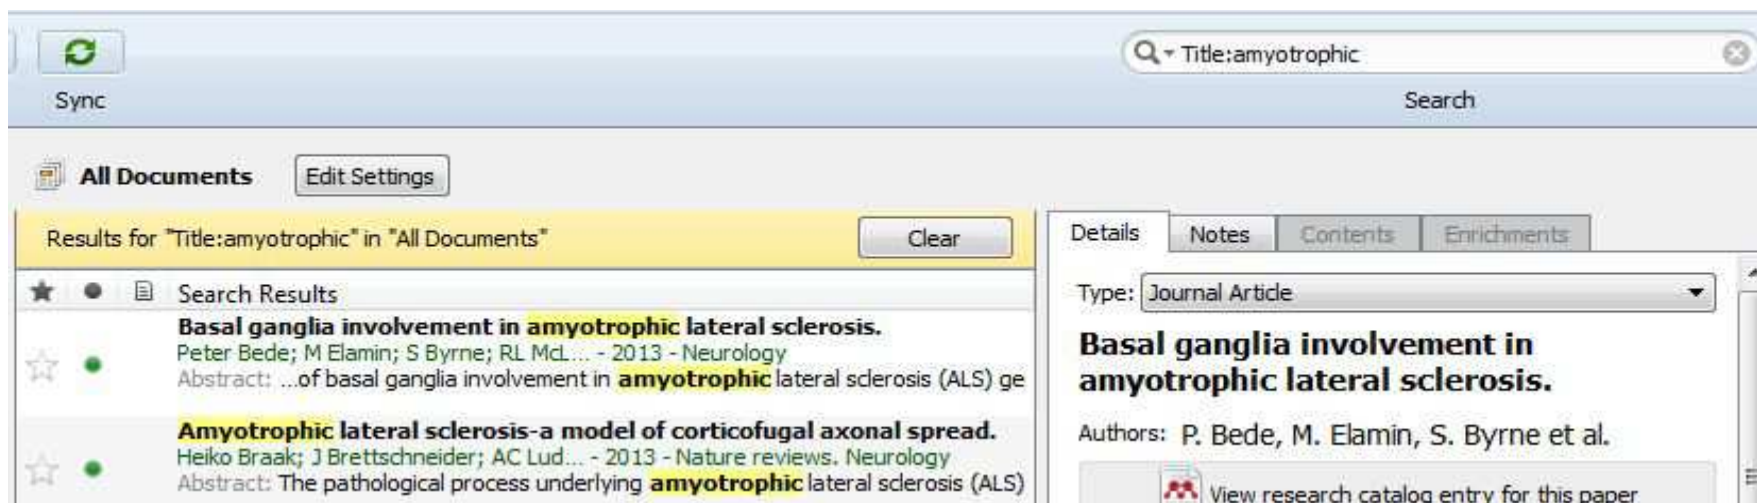 Title:amyotrophic
Sync
Search
All Documents
Edit Settings
Results for "Title:amyotrophic" in "All Documents"
Clear
Search Results
Basal ganglia involvement in amyotrophic lateral sclerosis.
Peter Bede; M Elamin; S Byrne; RL McL... - 2013 - Neurology
Abstract: ...of basal ganglia involvement in amyotrophic lateral sclerosis (ALS) ge
Amyotrophic lateral sclerosis-a model of corticofugal axonal spread.
Heiko Braak; J Brettschneider; AC Lud... - 2013 - Nature reviews. Neurology
Abstract: The pathological process underlying amyotrophic lateral sclerosis (ALS)
Details
Notes
Contents
Enrichments
Type: Journal Article
Basal ganglia involvement in
amyotrophic lateral sclerosis.
Authors: P. Bede, M. Elamin, S. Byrne et al.
View research catalog entry for this paper